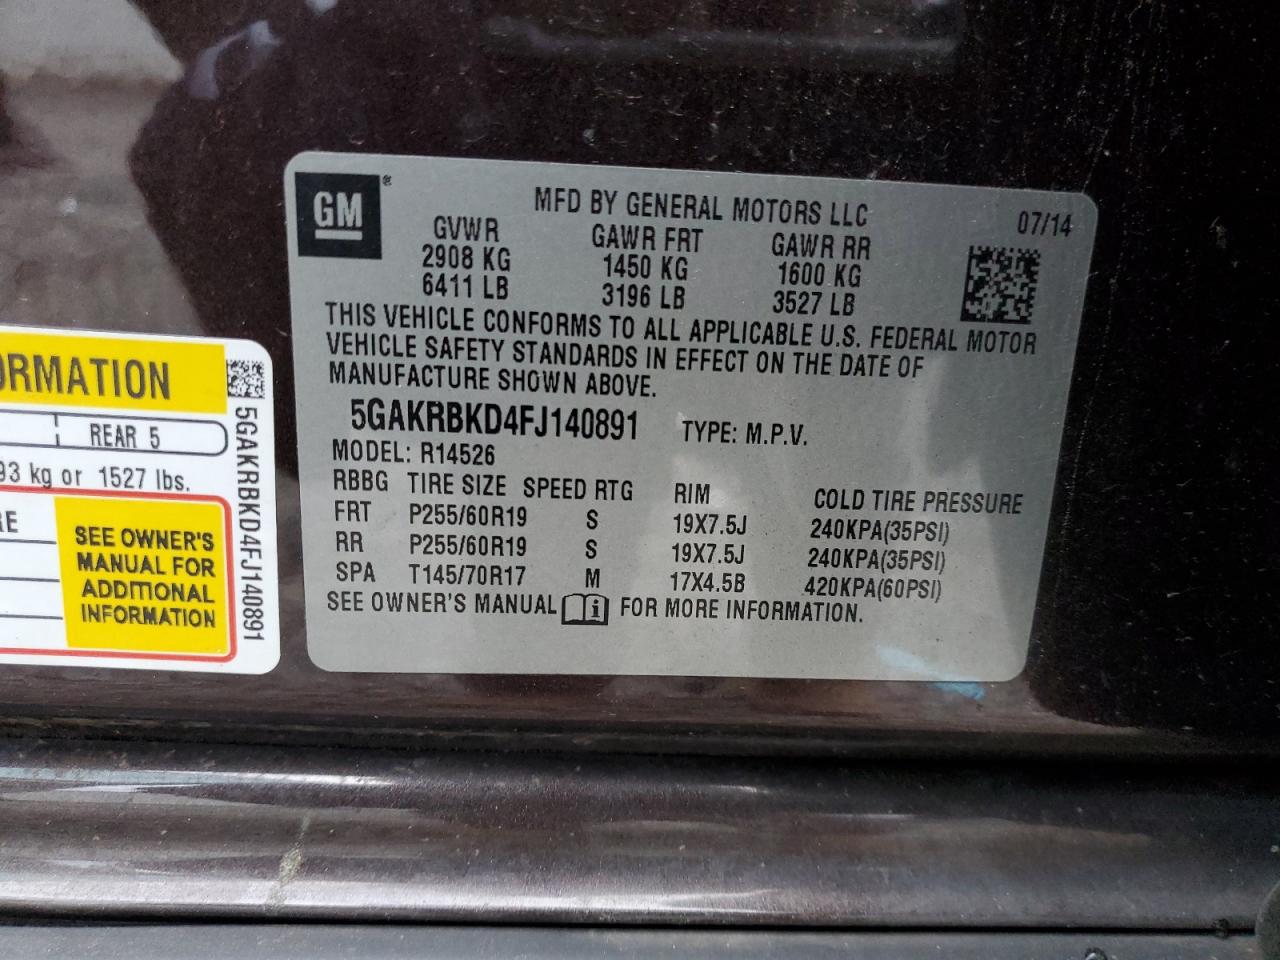 GM ®
MFD BY GENERAL MOTORS LLC 07/14
GVWR GAWR FRT GAWR RR
2908 KG 1450 KG 1600 KG
6411 LB 3196 LB 3527 LB
THIS VEHICLE CONFORMS TO ALL APPLICABLE U.S. FEDERAL MOTOR
VEHICLE SAFETY STANDARDS IN EFFECT ON THE DATE OF
MANUFACTURE SHOWN ABOVE.
5GAKRBKD4FJ140891 TYPE: M.P.V.
MODEL: R14526
RBBG TIRE SIZE SPEED RTG RIM COLD TIRE PRESSURE
FRT P255/60R19 S 19X7.5J 240KPA(35PSI)
RR P255/60R19 S 19X7.5J 240KPA(35PSI)
SPA T145/70R17 M 17X4.5B 420KPA(60PSI)
SEE OWNER'S MANUAL i FOR MORE INFORMATION.
ORMATION
REAR 5
93 kg or 1527 lbs.
RE
SEE OWNER'S
MANUAL FOR
ADDITIONAL
INFORMATION
5GAKRBKD4FJ140891